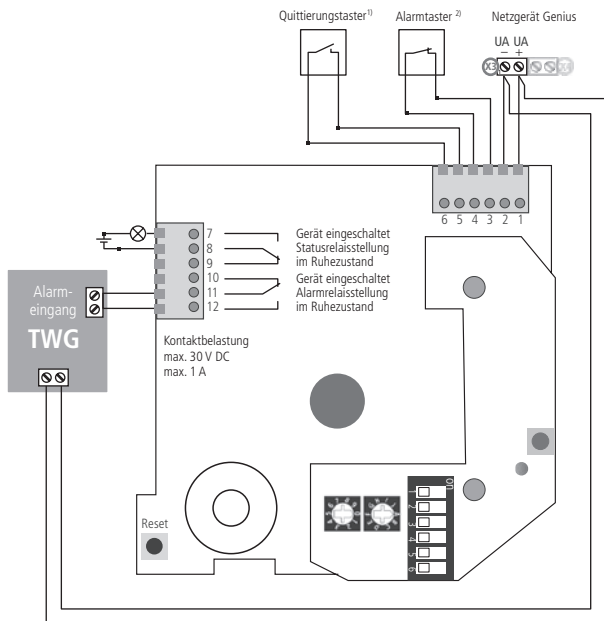 Quittierungstaster1)
Alarmtaster 2)
Netzgerät Genius
UA UA
− +
X3
6 5 4 3 2 1
7
8
9
10
11
12
Gerät eingeschaltet
Statusrelaisstellung
im Ruhezustand
Gerät eingeschaltet
Alarmrelaisstellung
im Ruhezustand
Alarm-
eingang
TWG
Kontaktbelastung
max. 30 V DC
max. 1 A
Reset
ON
1
2
3
4
5
6